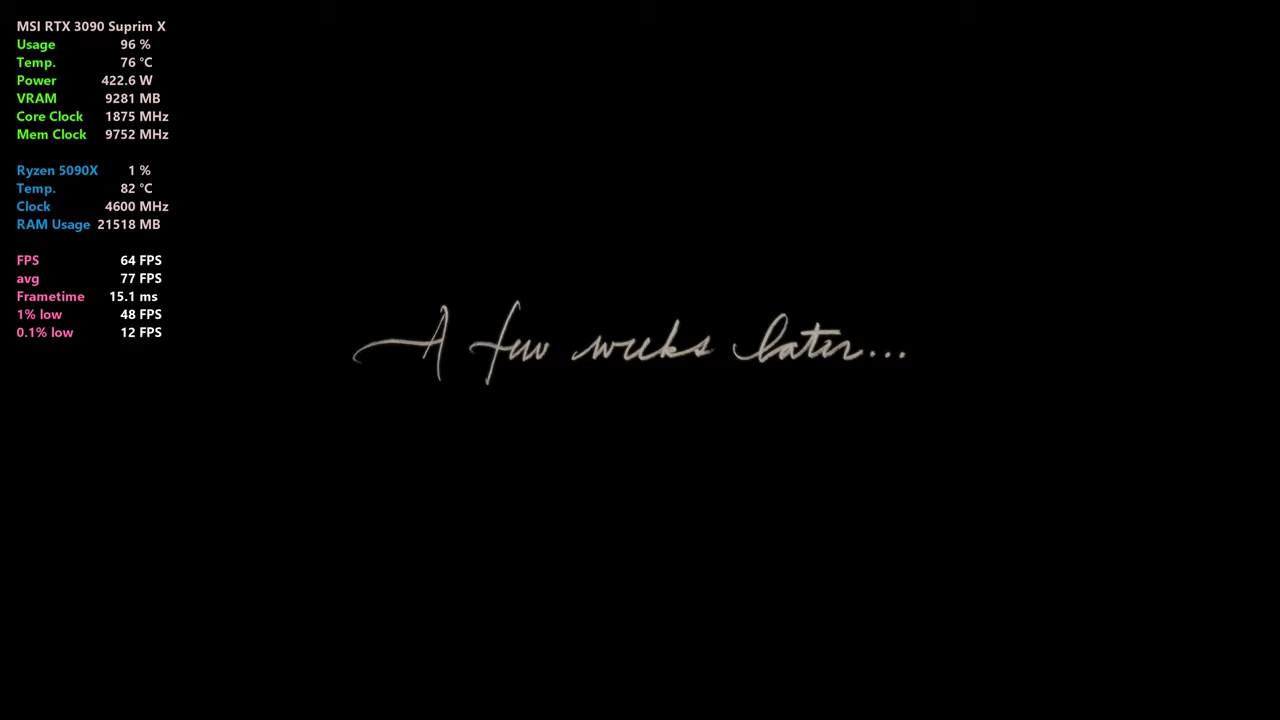 MSI RTX 3090 Suprim X
Usage 96 %
Temp. 76 °C
Power 422.6 W
VRAM 9281 MB
Core Clock 1875 MHz
Mem Clock 9752 MHz
Ryzen 5090X 1 %
Temp. 82 °C
Clock 4600 MHz
RAM Usage 21518 MB
FPS 64 FPS
avg 77 FPS
Frametime 15.1 ms
1% low 48 FPS
0.1% low 12 FPS
A few weeks later...